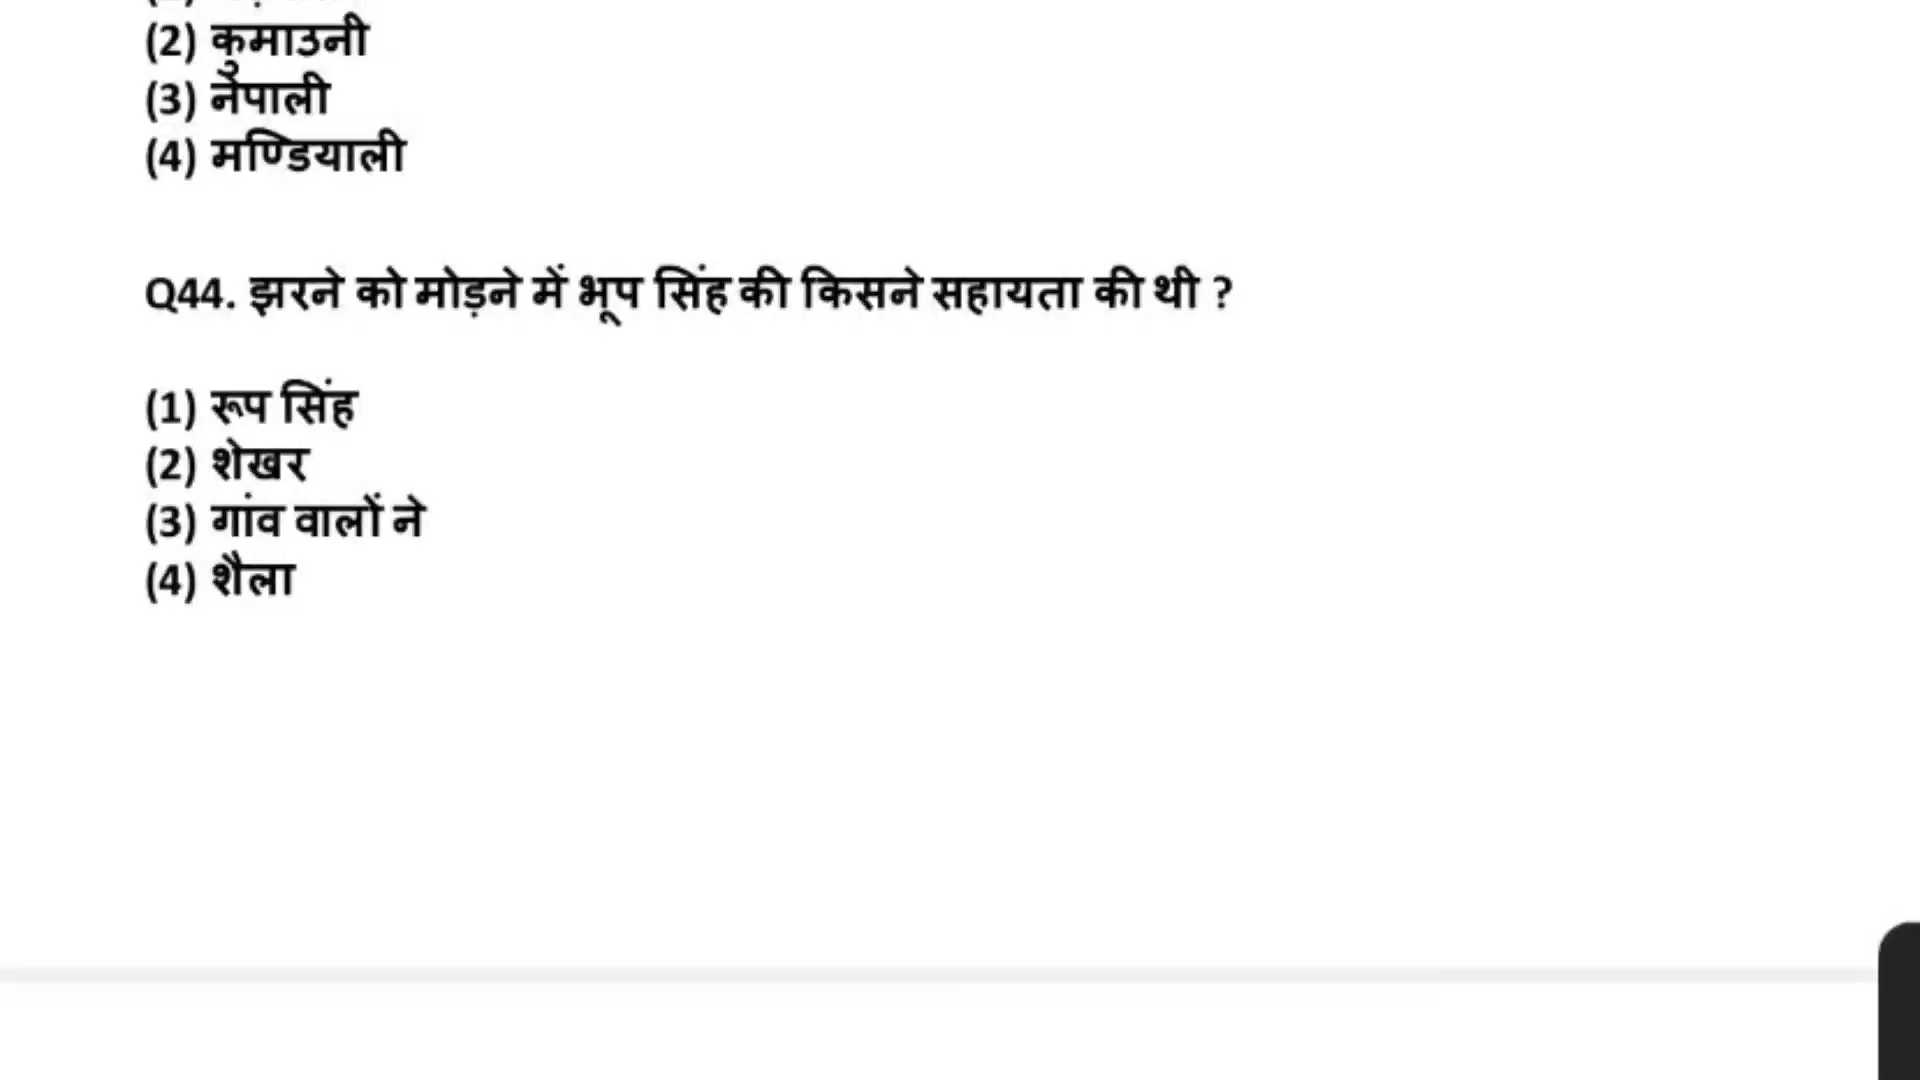 (2) कुमाउनी
(3) नेपाली
(4) मण्डियाली
Q44. झरने को मोड़ने में भूप सिंह की किसने सहायता की थी ?
(1) रूप सिंह
(2) शेखर
(3) गांव वालों ने
(4) शैला